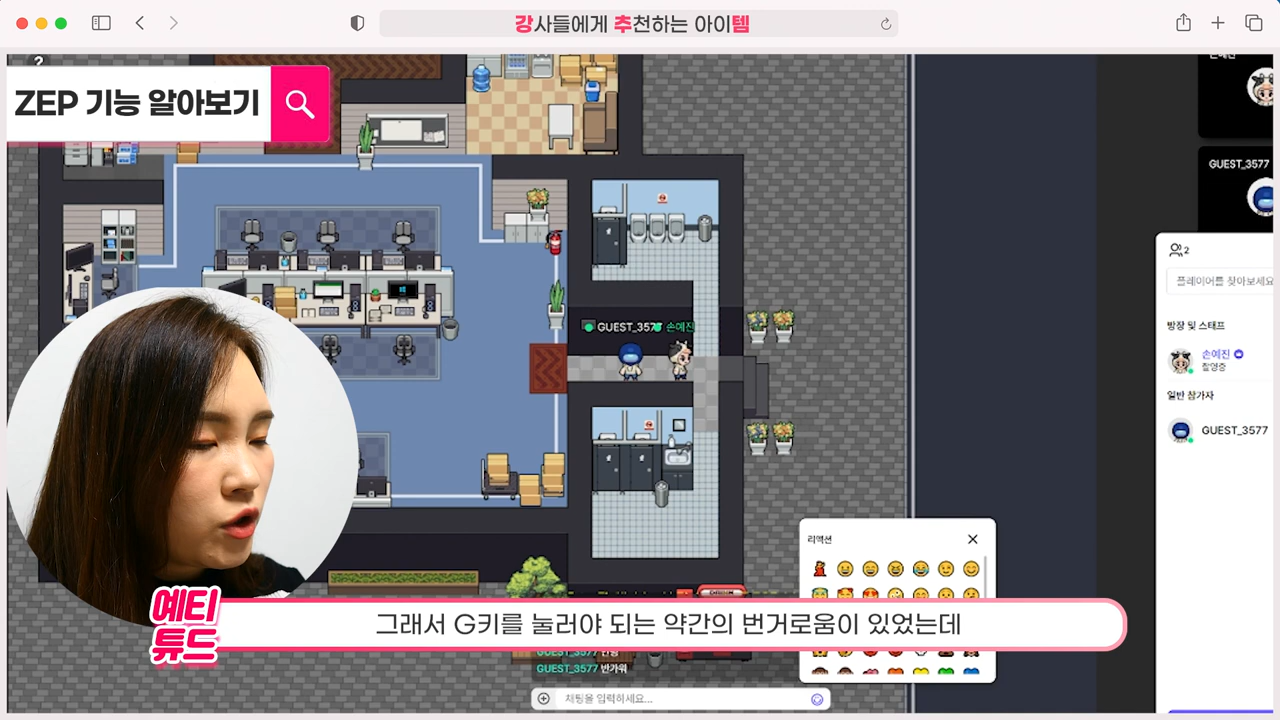 강사들에게 추천하는 아이템
?
ZEP 기능 알아보기
GUEST_3577
2
플레이어를 찾아보세요
방장 및 스태프
손예진
촬영중
일반 참가자
GUEST_3577
GUEST_3577 손예진
리액션
예티
튜드
그래서 G키를 눌러야 되는 약간의 번거로움이 있었는데
GUEST_3577 안녕
GUEST_3577 반가워
채팅을 입력하세요...